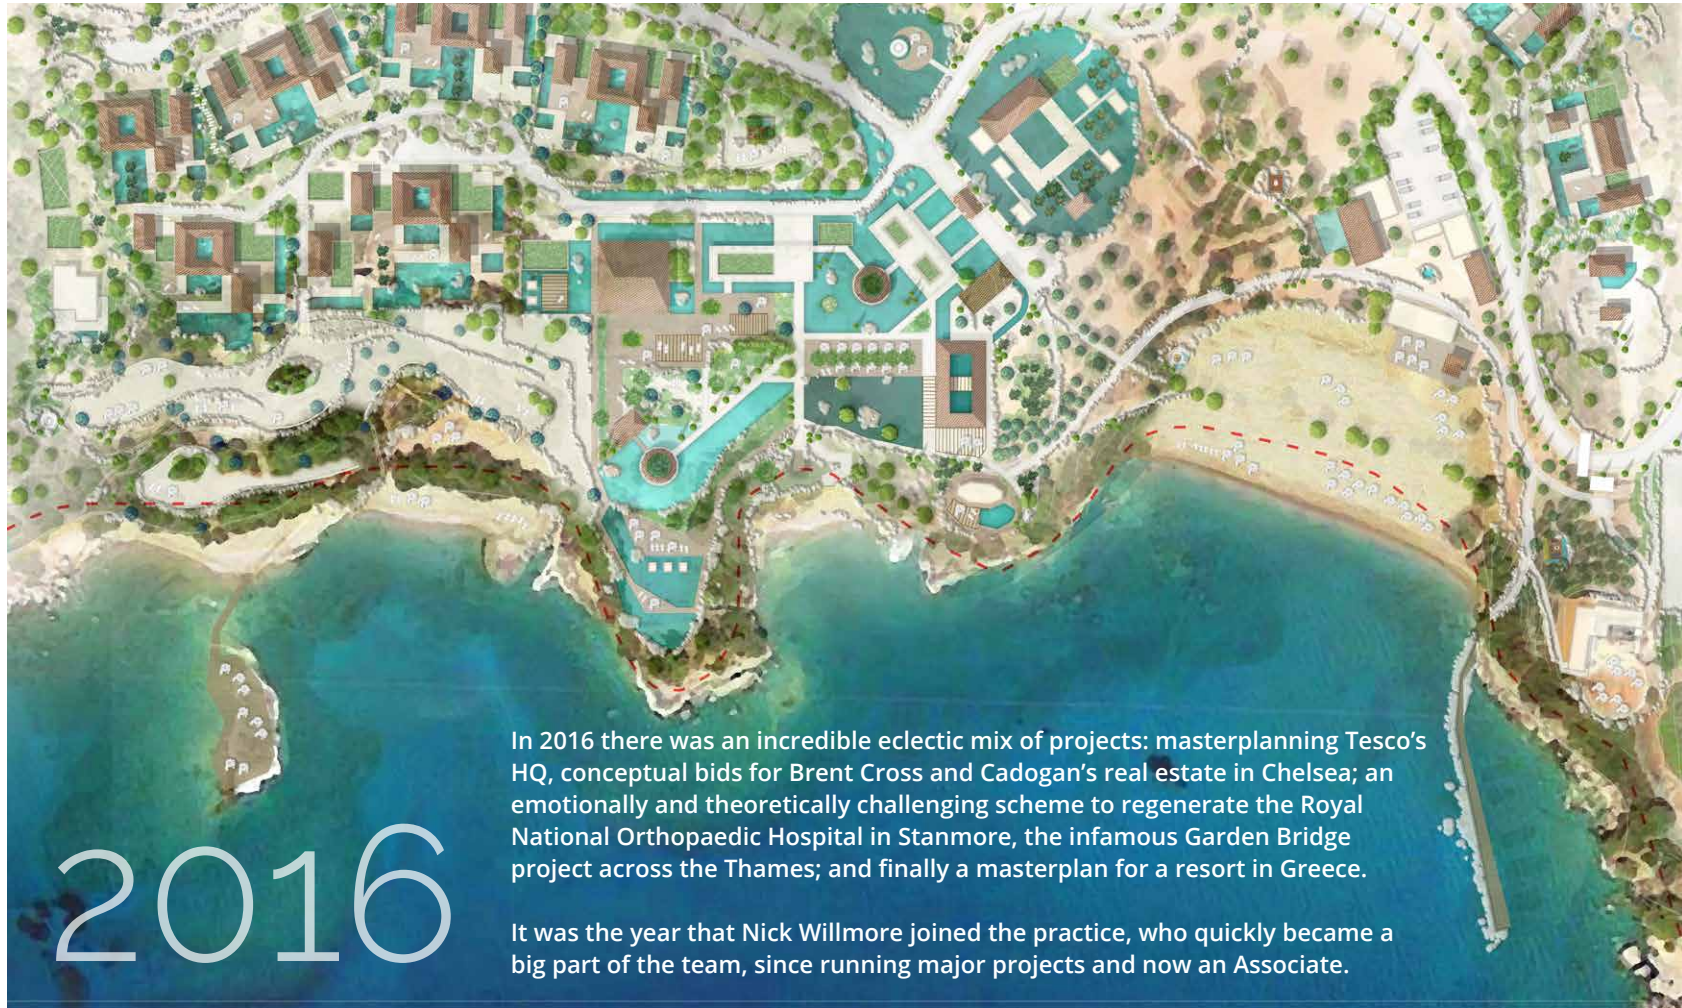 In 2016 there was an incredible eclectic mix of projects: masterplanning Tesco's
HQ, conceptual bids for Brent Cross and Cadogan's real estate in Chelsea; an
emotionally and theoretically challenging scheme to regenerate the Royal
National Orthopaedic Hospital in Stanmore, the infamous Garden Bridge
project across the Thames; and finally a masterplan for a resort in Greece.
2016
It was the year that Nick Willmore joined the practice, who quickly became a
big part of the team, since running major projects and now an Associate.